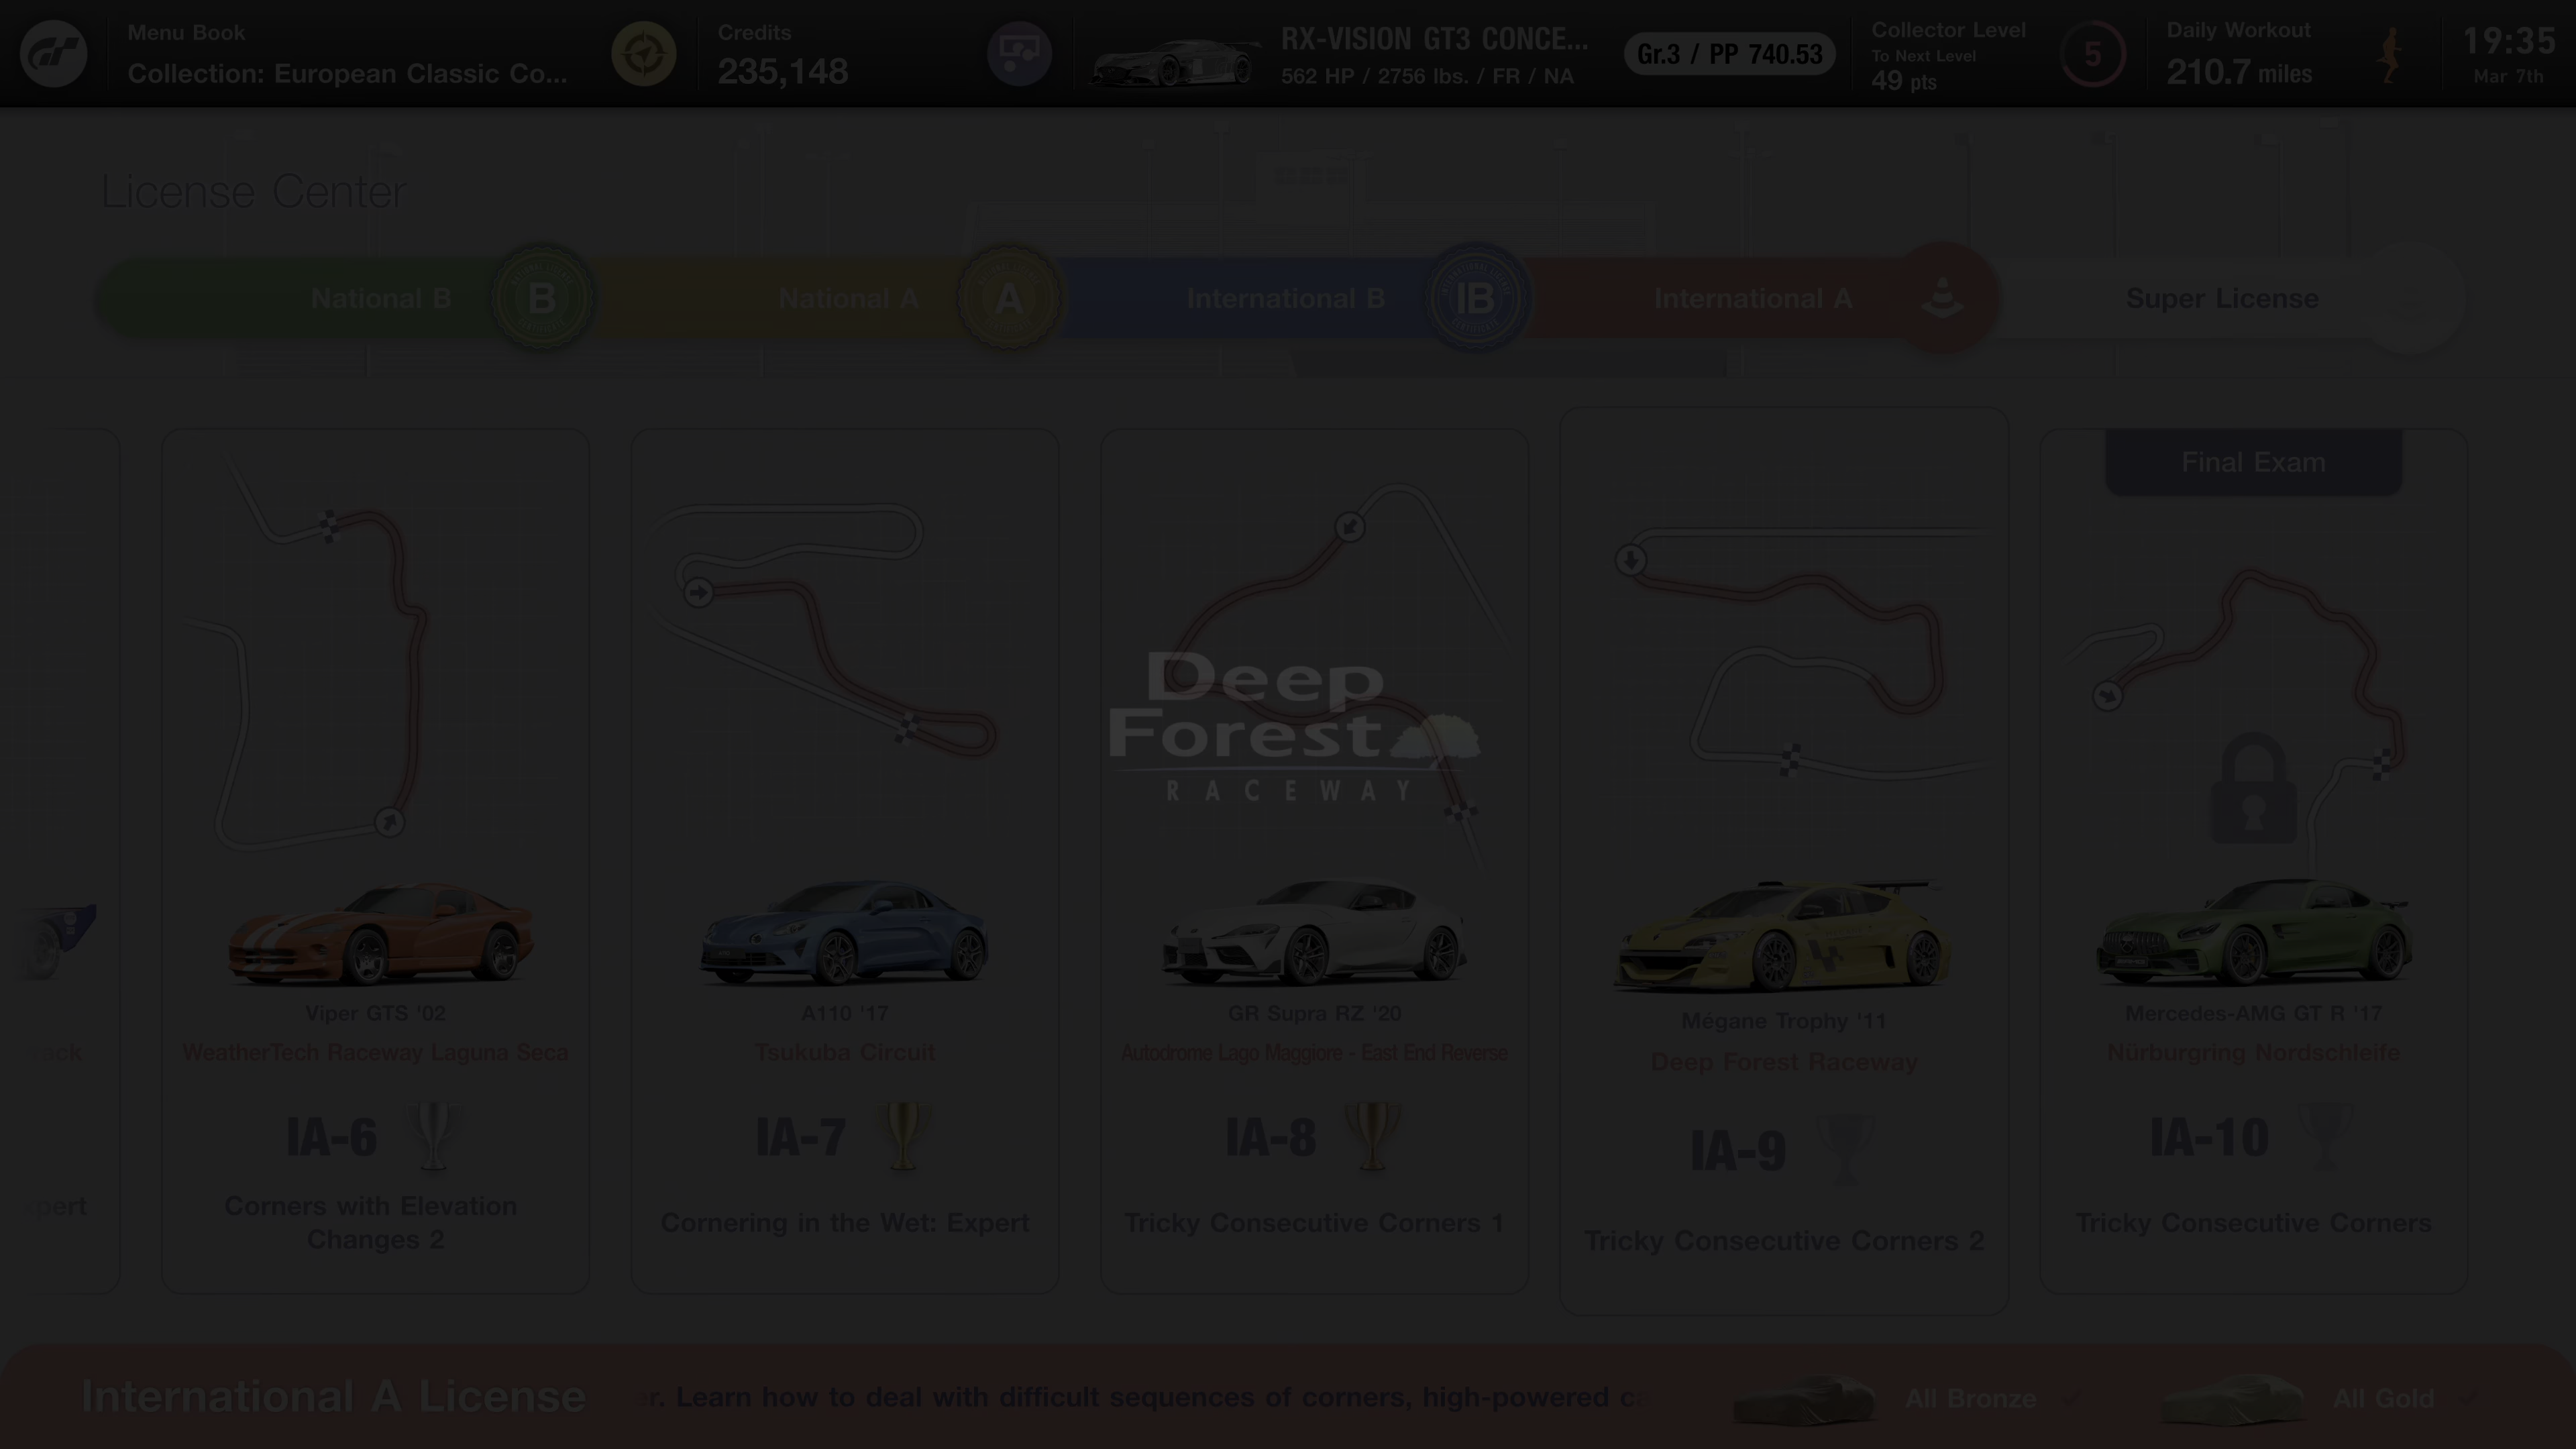 Menu Book
Collection: European Classic Co...
Credits
235,148
RX-VISION GT3 CONCE...
562 HP / 2756 lbs. / FR / NA
Gr.3 / PP 740.53
Collector Level
To Next Level
49 pts
5
Daily Workout
210.7 miles
19:35
Mar 7th
License Center
National B
B
National A
A
International B
IB
International A
Super License
Final Exam
Deep
Forest
RACEWAY
Viper GTS '02
WeatherTech Raceway Laguna Seca
IA-6
Corners with Elevation
Changes 2
A110 '17
Tsukuba Circuit
IA-7
Cornering in the Wet: Expert
GR Supra RZ '20
Autodrome Lago Maggiore - East End Reverse
IA-8
Tricky Consecutive Corners 1
Mégane Trophy '11
Deep Forest Raceway
IA-9
Tricky Consecutive Corners 2
Mercedes-AMG GT R '17
Nürburgring Nordschleife
IA-10
Tricky Consecutive Corners
International A License
er. Learn how to deal with difficult sequences of corners, high-powered c
All Bronze
All Gold